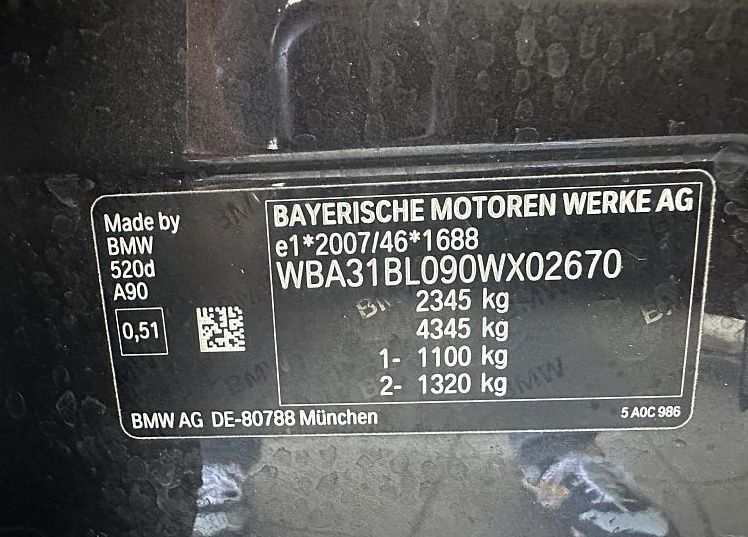 Made by
BMW
520d
A90
0,51
BAYERISCHE MOTOREN WERKE AG
e1*2007/46*1688
WBA31BL090WX02670
2345 kg
4345 kg
1- 1100 kg
2- 1320 kg
BMW AG DE-80788 München
5 A0C 986